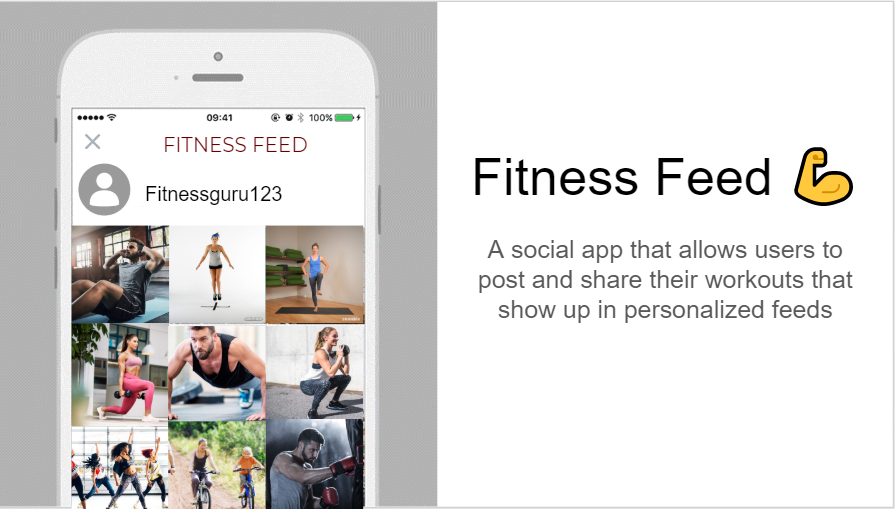 09:41
100%
FITNESS FEED
Fitnessguru123
Fitness Feed 💪
A social app that allows users to
post and share their workouts that
show up in personalized feeds